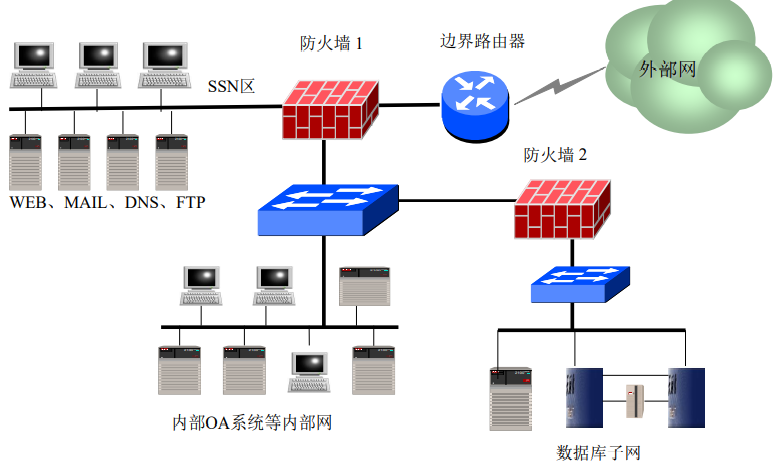 防火墙 1
边界路由器
SSN区
外部网
防火墙 2
WEB、MAIL、DNS、FTP
内部OA系统等内部网
数据库子网